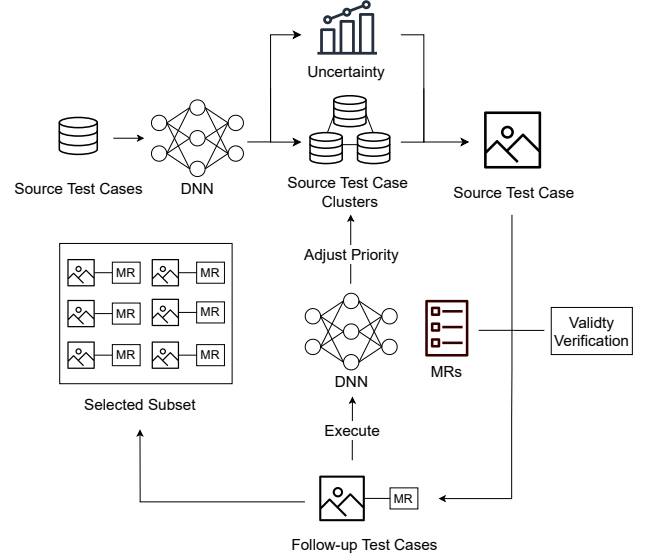 Uncertainty
Source Test Cases
DNN
Source Test Case
Clusters
Source Test Case
Adjust Priority
MR
MR
MR
MR
MR
MR
Selected Subset
DNN
MRs
Validty
Verification
Execute
MR
Follow-up Test Cases